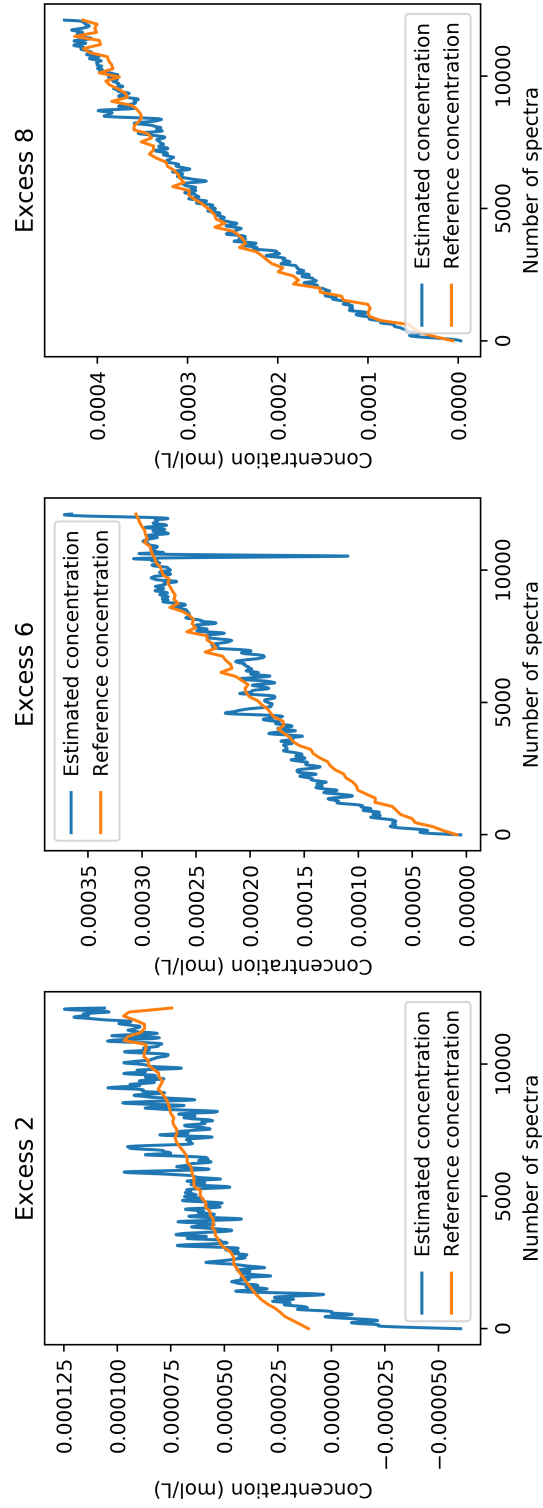 Excess 2
0.000125
0.000100
0.000075
0.000050
0.000025
0.000000
−0.000025
−0.000050
Concentration (mol/L)
0
5000
10000
Number of spectra
Estimated concentration
Reference concentration
Excess 6
0.00035
0.00030
0.00025
0.00020
0.00015
0.00010
0.00005
0.00000
Concentration (mol/L)
0
5000
10000
Number of spectra
Estimated concentration
Reference concentration
Excess 8
0.0004
0.0003
0.0002
0.0001
0.0000
Concentration (mol/L)
0
5000
10000
Number of spectra
Estimated concentration
Reference concentration